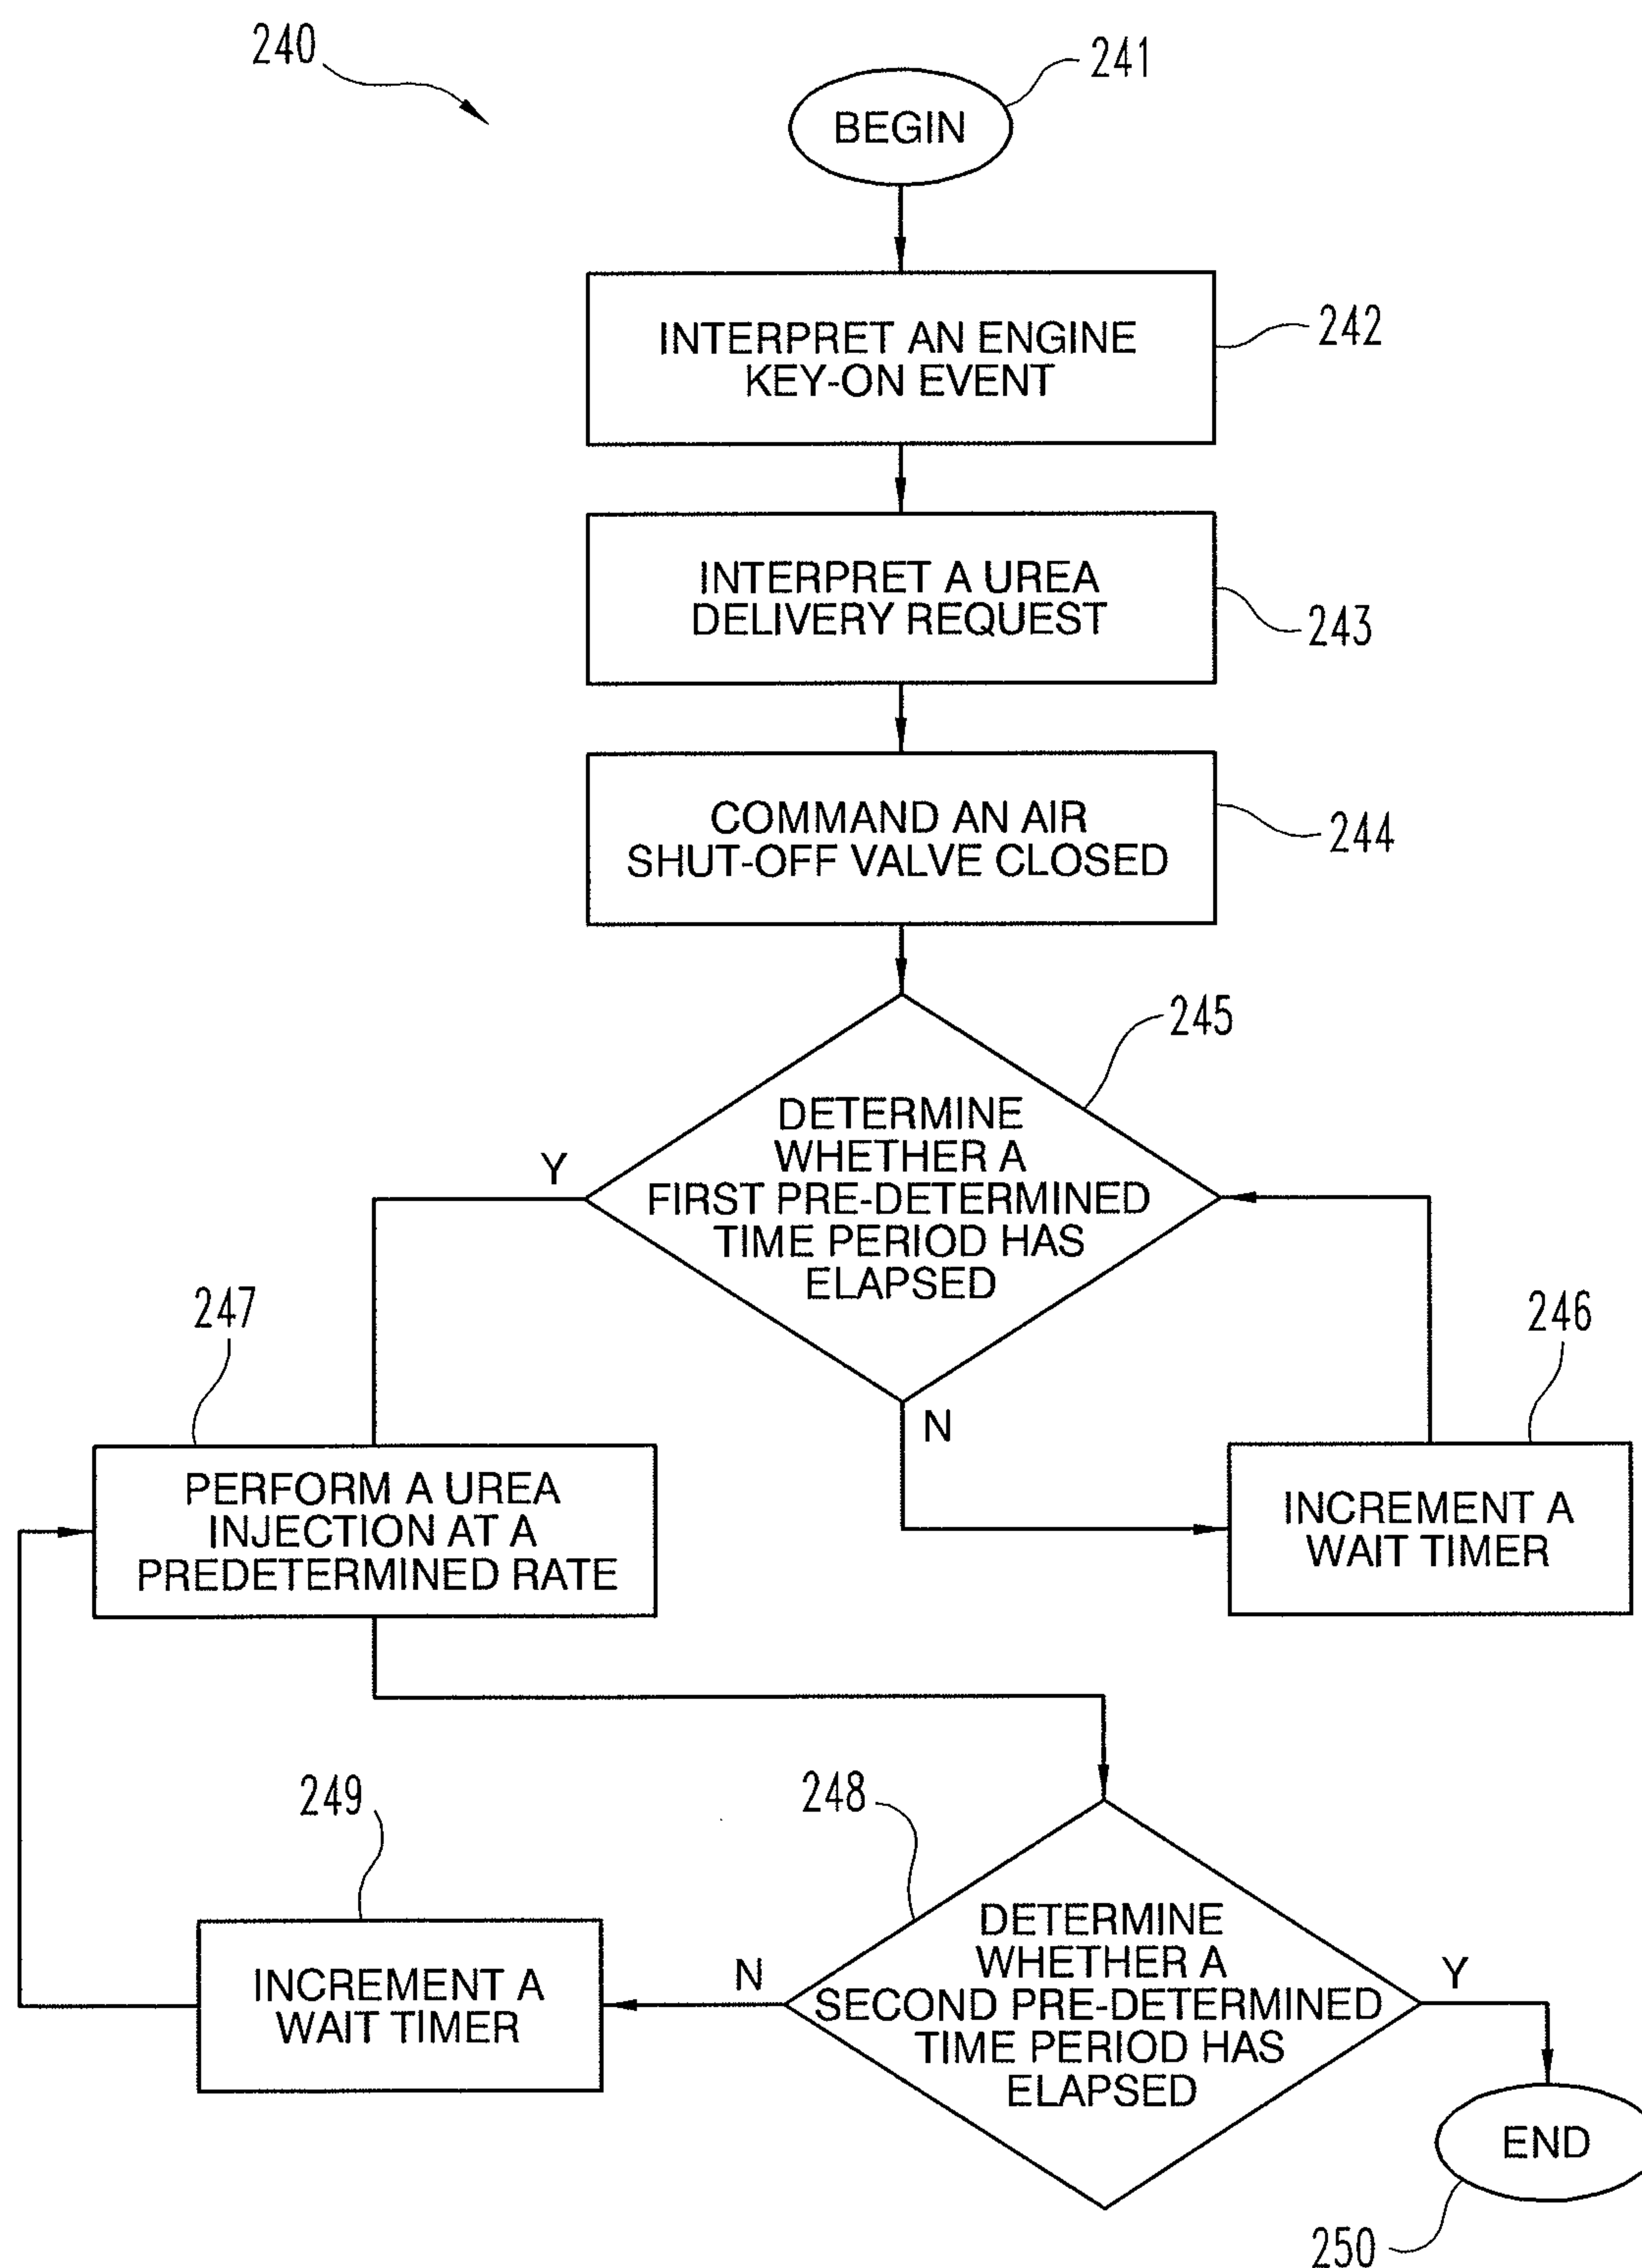 240
241
BEGIN
INTERPRET AN ENGINE
KEY-ON EVENT
242
INTERPRET A UREA
DELIVERY REQUEST
243
COMMAND AN AIR
SHUT-OFF VALVE CLOSED
244
245
DETERMINE
WHETHER A
FIRST PRE-DETERMINED
TIME PERIOD HAS
ELAPSED
Y
N
247
246
PERFORM A UREA
INJECTION AT A
PREDETERMINED RATE
INCREMENT A
WAIT TIMER
249
248
INCREMENT A
WAIT TIMER
N
DETERMINE
WHETHER A
SECOND PRE-DETERMINED
TIME PERIOD HAS
ELAPSED
Y
END
250